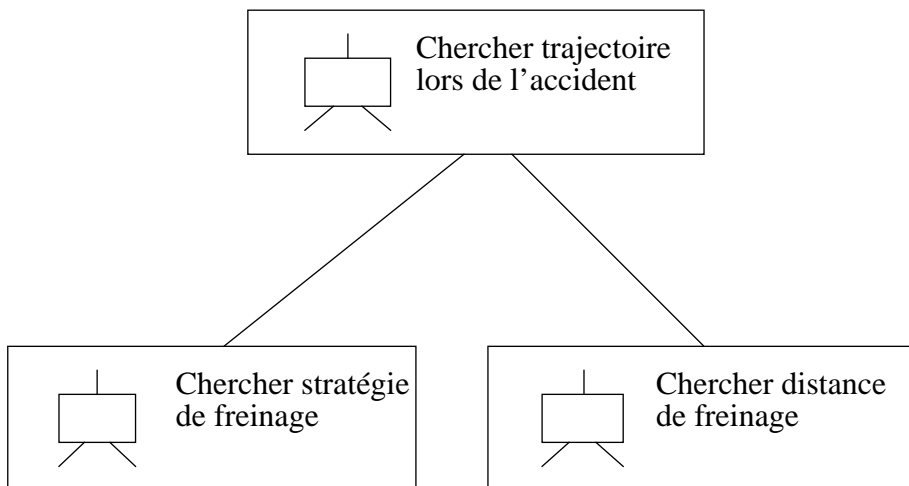 Chercher trajectoire
lors de l’accident
Chercher stratégie
de freinage
Chercher distance
de freinage